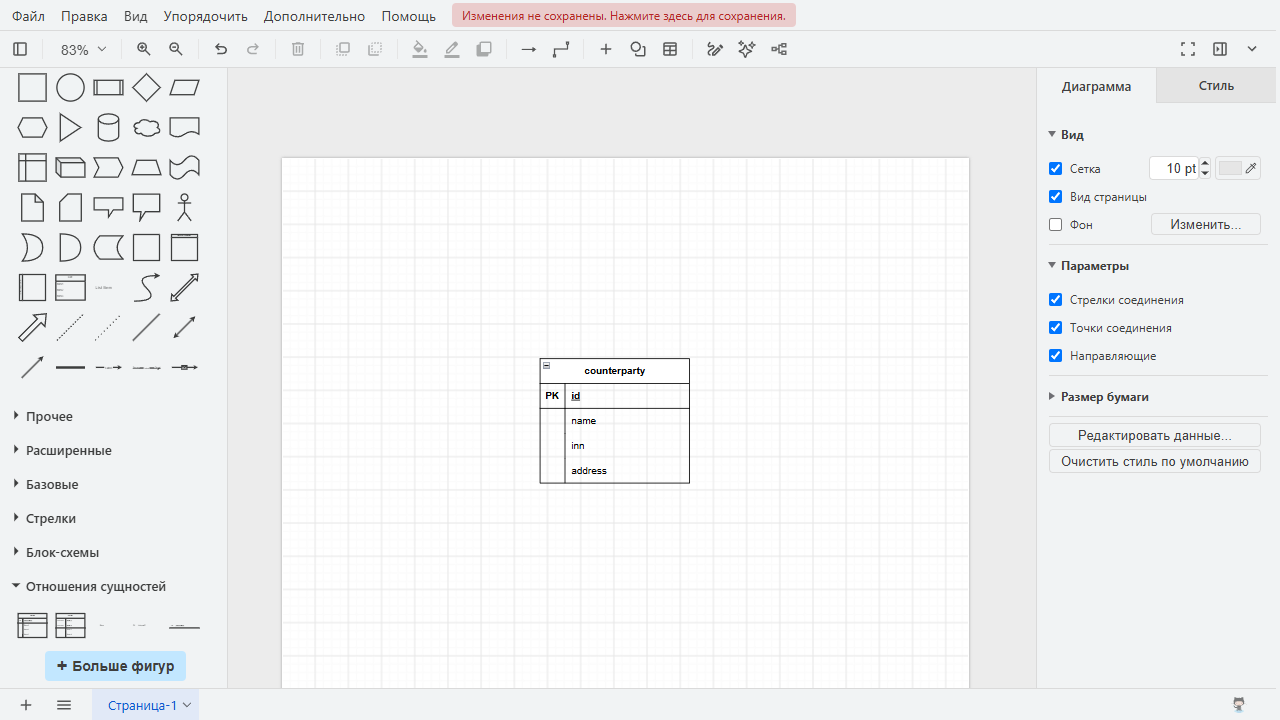 Файл Правка Вид Упорядочить Дополнительно Помощь Изменения не сохранены. Нажмите здесь для сохранения.
83%
Диаграмма Стиль
Вид
Сетка 10 pt
Вид страницы
Фон Изменить...
Параметры
Стрелки соединения
Точки соединения
Направляющие
Размер бумаги
Редактировать данные...
Очистить стиль по умолчанию
counterparty
PK id
name
inn
address
Прочее
Расширенные
Базовые
Стрелки
Блок-схемы
Отношения сущностей
+ Больше фигур
Страница-1